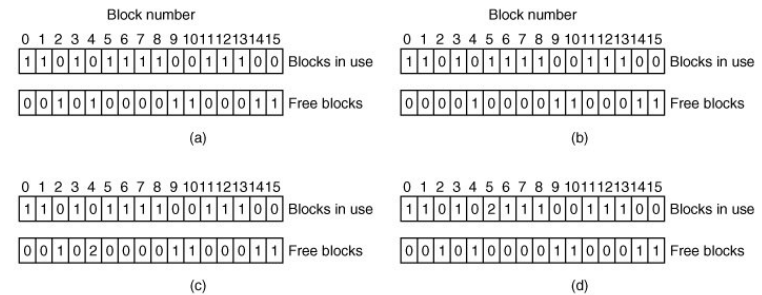 Block number
0 1 2 3 4 5 6 7 8 9 10 11 12 13 14 15
1 1 0 1 0 1 1 1 1 0 0 1 1 1 0 0 Blocks in use
0 0 1 0 1 0 0 0 0 1 1 0 0 0 1 1 Free blocks
(a)
Block number
0 1 2 3 4 5 6 7 8 9 10 11 12 13 14 15
1 1 0 1 0 1 1 1 1 0 0 1 1 1 0 0 Blocks in use
0 0 0 0 1 0 0 0 0 1 1 0 0 0 1 1 Free blocks
(b)
0 1 2 3 4 5 6 7 8 9 10 11 12 13 14 15
1 1 0 1 0 1 1 1 1 0 0 1 1 1 0 0 Blocks in use
0 0 1 0 2 0 0 0 0 1 1 0 0 0 1 1 Free blocks
(c)
0 1 2 3 4 5 6 7 8 9 10 11 12 13 14 15
1 1 0 1 0 2 1 1 1 0 0 1 1 1 0 0 Blocks in use
0 0 1 0 1 0 0 0 0 1 1 0 0 0 1 1 Free blocks
(d)